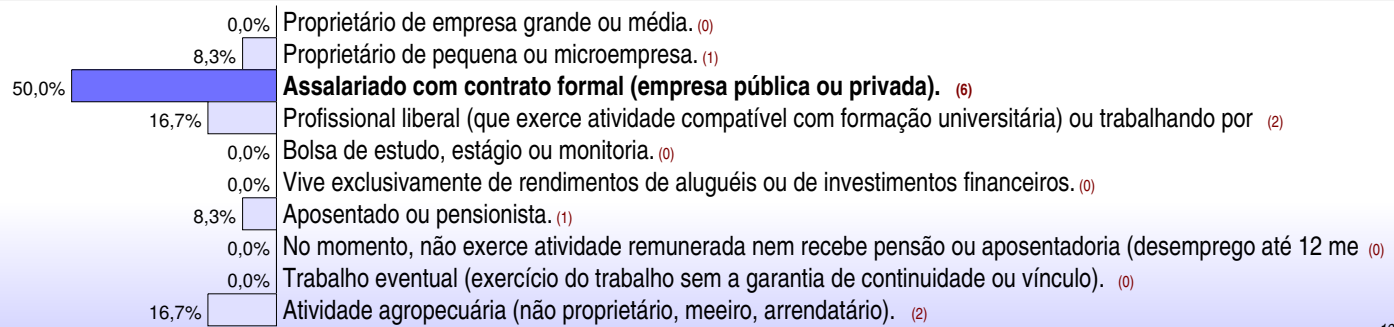 0,0% Proprietário de empresa grande ou média. (0)
8,3% Proprietário de pequena ou microempresa. (1)
50,0% Assalariado com contrato formal (empresa pública ou privada). (6)
16,7% Profissional liberal (que exerce atividade compatível com formação universitária) ou trabalhando por (2)
0,0% Bolsa de estudo, estágio ou monitoria. (0)
0,0% Vive exclusivamente de rendimentos de aluguéis ou de investimentos financeiros. (0)
8,3% Aposentado ou pensionista. (1)
0,0% No momento, não exerce atividade remunerada nem recebe pensão ou aposentadoria (desemprego até 12 me (0)
0,0% Trabalho eventual (exercício do trabalho sem a garantia de continuidade ou vínculo). (0)
16,7% Atividade agropecuária (não proprietário, meeiro, arrendatário). (2)